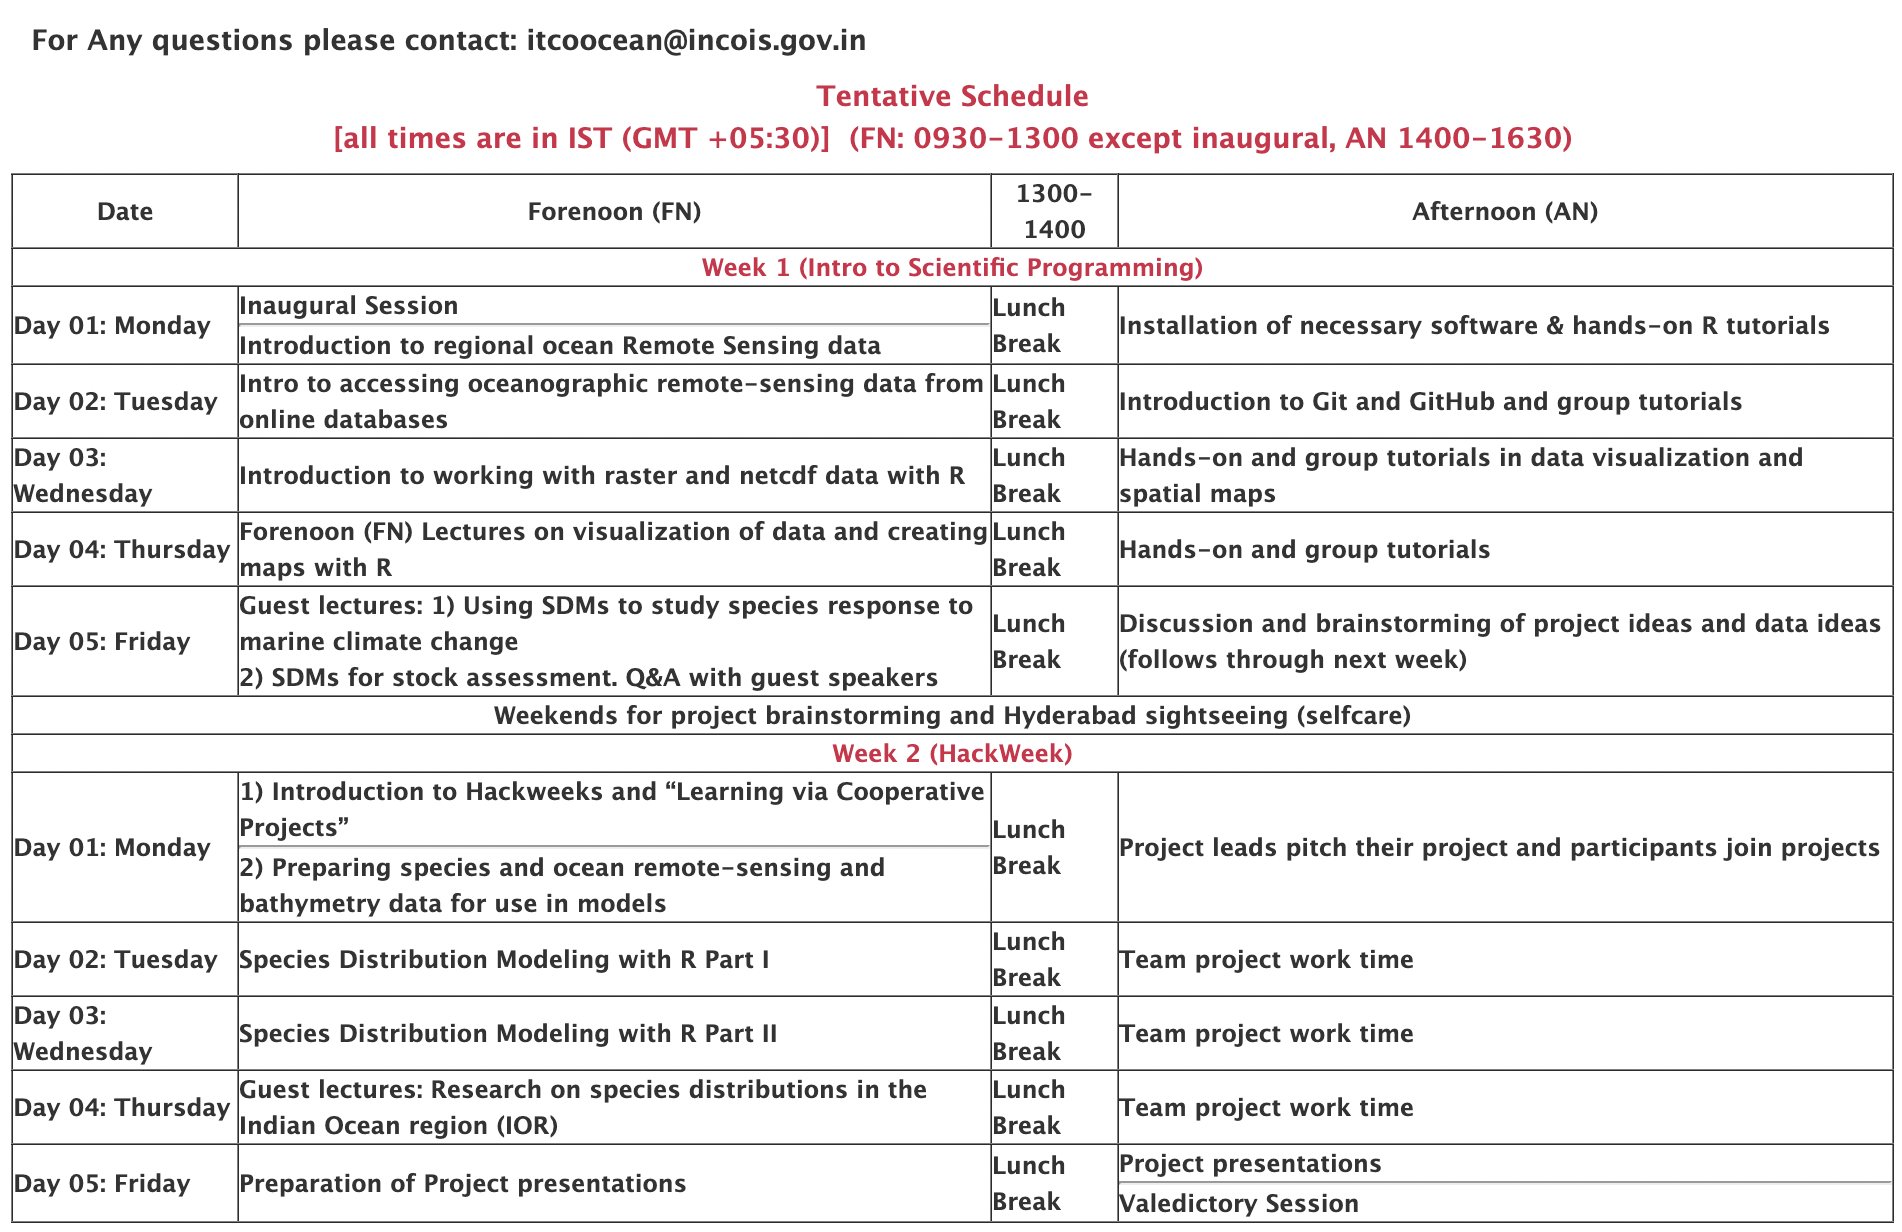 For Any questions please contact: itcoocean@incois.gov.in
Tentative Schedule
[all times are in IST (GMT +05:30)]  (FN: 0930-1300 except inaugural, AN 1400-1630)
Date
Forenoon (FN)
1300-
1400
Afternoon (AN)
Week 1 (Intro to Scientific Programming)
Day 01: Monday
Inaugural Session
Introduction to regional ocean Remote Sensing data
Lunch
Break
Installation of necessary software & hands-on R tutorials
Day 02: Tuesday
Intro to accessing oceanographic remote-sensing data from
online databases
Lunch
Break
Introduction to Git and GitHub and group tutorials
Day 03:
Wednesday
Introduction to working with raster and netcdf data with R
Lunch
Break
Hands-on and group tutorials in data visualization and
spatial maps
Day 04: Thursday
Forenoon (FN) Lectures on visualization of data and creating
maps with R
Lunch
Break
Hands-on and group tutorials
Day 05: Friday
Guest lectures: 1) Using SDMs to study species response to
marine climate change
2) SDMs for stock assessment. Q&A with guest speakers
Lunch
Break
Discussion and brainstorming of project ideas and data ideas
(follows through next week)
Weekends for project brainstorming and Hyderabad sightseeing (selfcare)
Week 2 (HackWeek)
Day 01: Monday
1) Introduction to Hackweeks and “Learning via Cooperative
Projects”
2) Preparing species and ocean remote-sensing and
bathymetry data for use in models
Lunch
Break
Project leads pitch their project and participants join projects
Day 02: Tuesday
Species Distribution Modeling with R Part I
Lunch
Break
Team project work time
Day 03:
Wednesday
Species Distribution Modeling with R Part II
Lunch
Break
Team project work time
Day 04: Thursday
Guest lectures: Research on species distributions in the
Indian Ocean region (IOR)
Lunch
Break
Team project work time
Day 05: Friday
Preparation of Project presentations
Lunch
Break
Project presentations
Valedictory Session